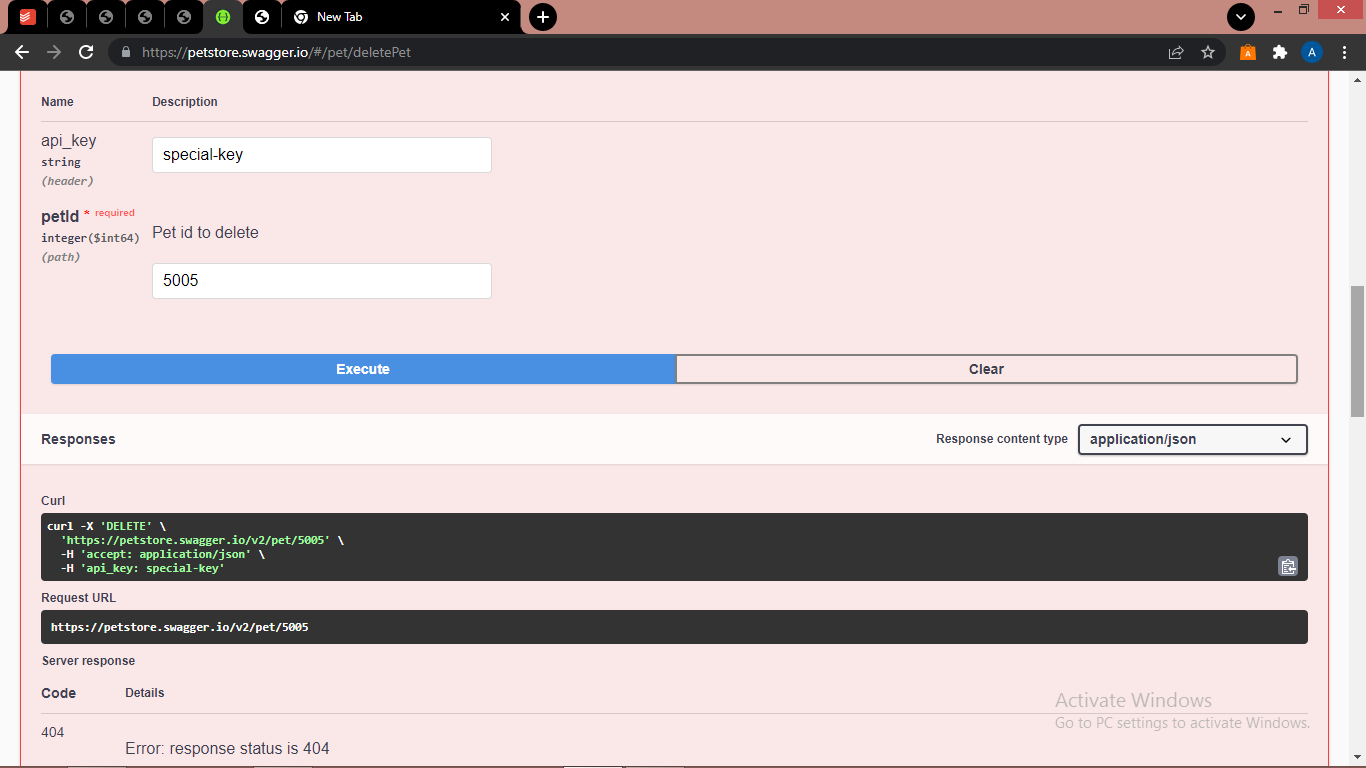 New Tab
https://petstore.swagger.io/#/pet/deletePet
A
A
Name Description
api_key
string
(header)
special-key
petId * required
integer($int64)
(path)
Pet id to delete
5005
Execute Clear
Responses Response content type application/json
Curl
curl -X 'DELETE' \
'https://petstore.swagger.io/v2/pet/5005' \
-H 'accept: application/json' \
-H 'api_key: special-key'
Request URL
https://petstore.swagger.io/v2/pet/5005
Server response
Code Details
404
Error: response status is 404
Activate Windows
Go to PC settings to activate Windows.